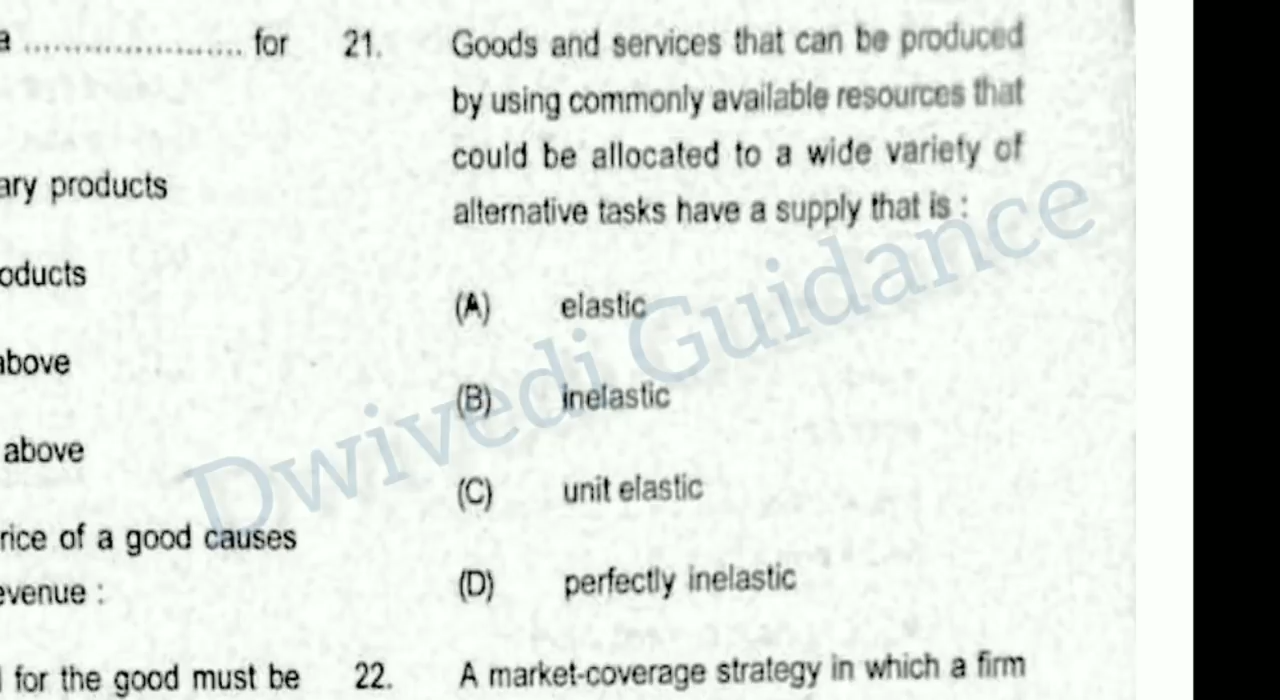 a ...................... for
ary products
oducts
above
above
rice of a good causes
evenue :
for the good must be
21. Goods and services that can be produced
by using commonly available resources that
could be allocated to a wide variety of
alternative tasks have a supply that is :
(A) elastic
(B) inelastic
(C) unit elastic
(D) perfectly inelastic
22. A market-coverage strategy in which a firm
Dwivedi Guidance